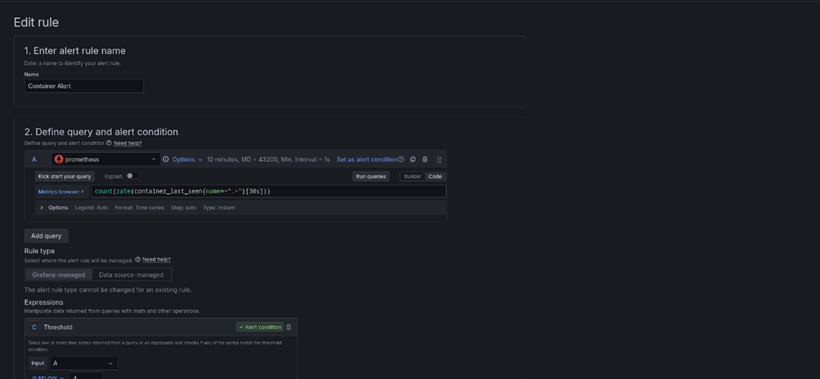 Edit rule
1. Enter alert rule name
Enter a name to identify your alert rule.
Name
Container Alert
2. Define query and alert condition
Define query and alert condition Need help?
A prometheus Options 10 minutes, MD = 43200, Min. Interval = 1s Set as alert condition
Kick start your query Explain Run queries Builder Code
Metrics browser > count(rate(container_last_seen{name=~".+"}[30s]))
> Options Legend: Auto Format: Time series Step: auto Type: Instant
Add query
Rule type
Select where the alert rule will be managed. Need help?
Grafana-managed Data source-managed
The alert rule type cannot be changed for an existing rule.
Expressions
Manipulate data returned from queries with math and other operations.
C Threshold Alert condition
Takes one or more time series returned from a query or an expression and checks if any of the series match the threshold
condition.
Input A
IS BELOW 4